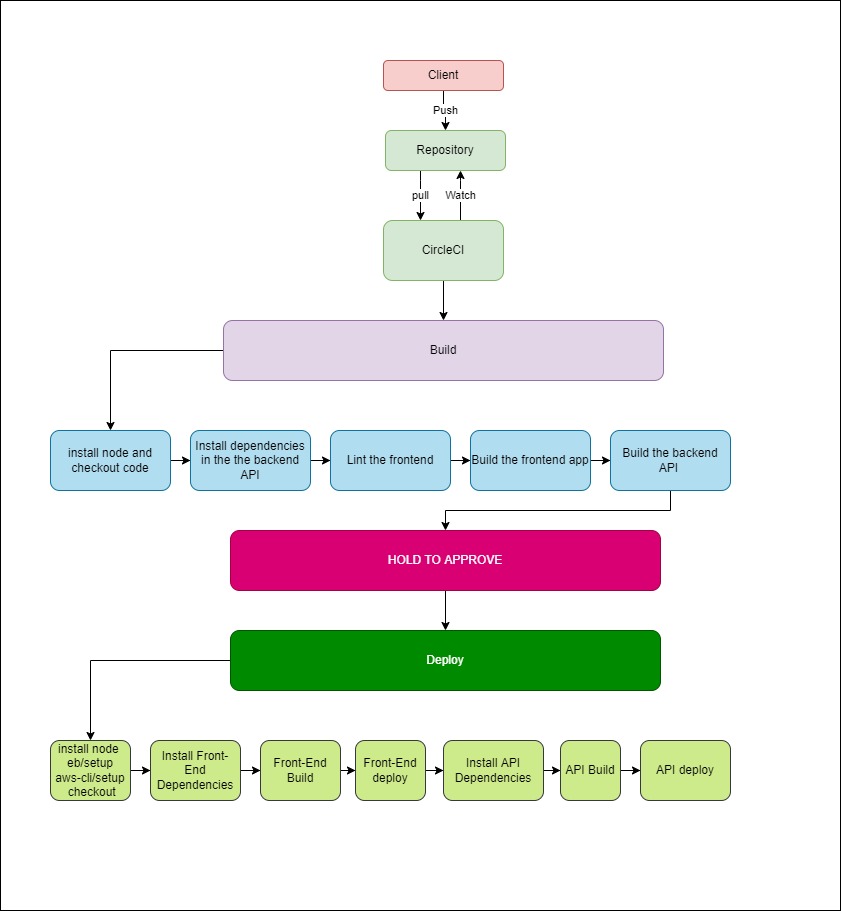 Client
Push
Repository
pull
Watch
CircleCI
Build
install node and
checkout code
Install dependencies
in the the backend
API
Lint the frontend
Build the frontend app
Build the backend
API
HOLD TO APPROVE
Deploy
install node
eb/setup
aws-cli/setup
checkout
Install Front-
End
Dependencies
Front-End
Build
Front-End
deploy
Install API
Dependencies
API Build
API deploy